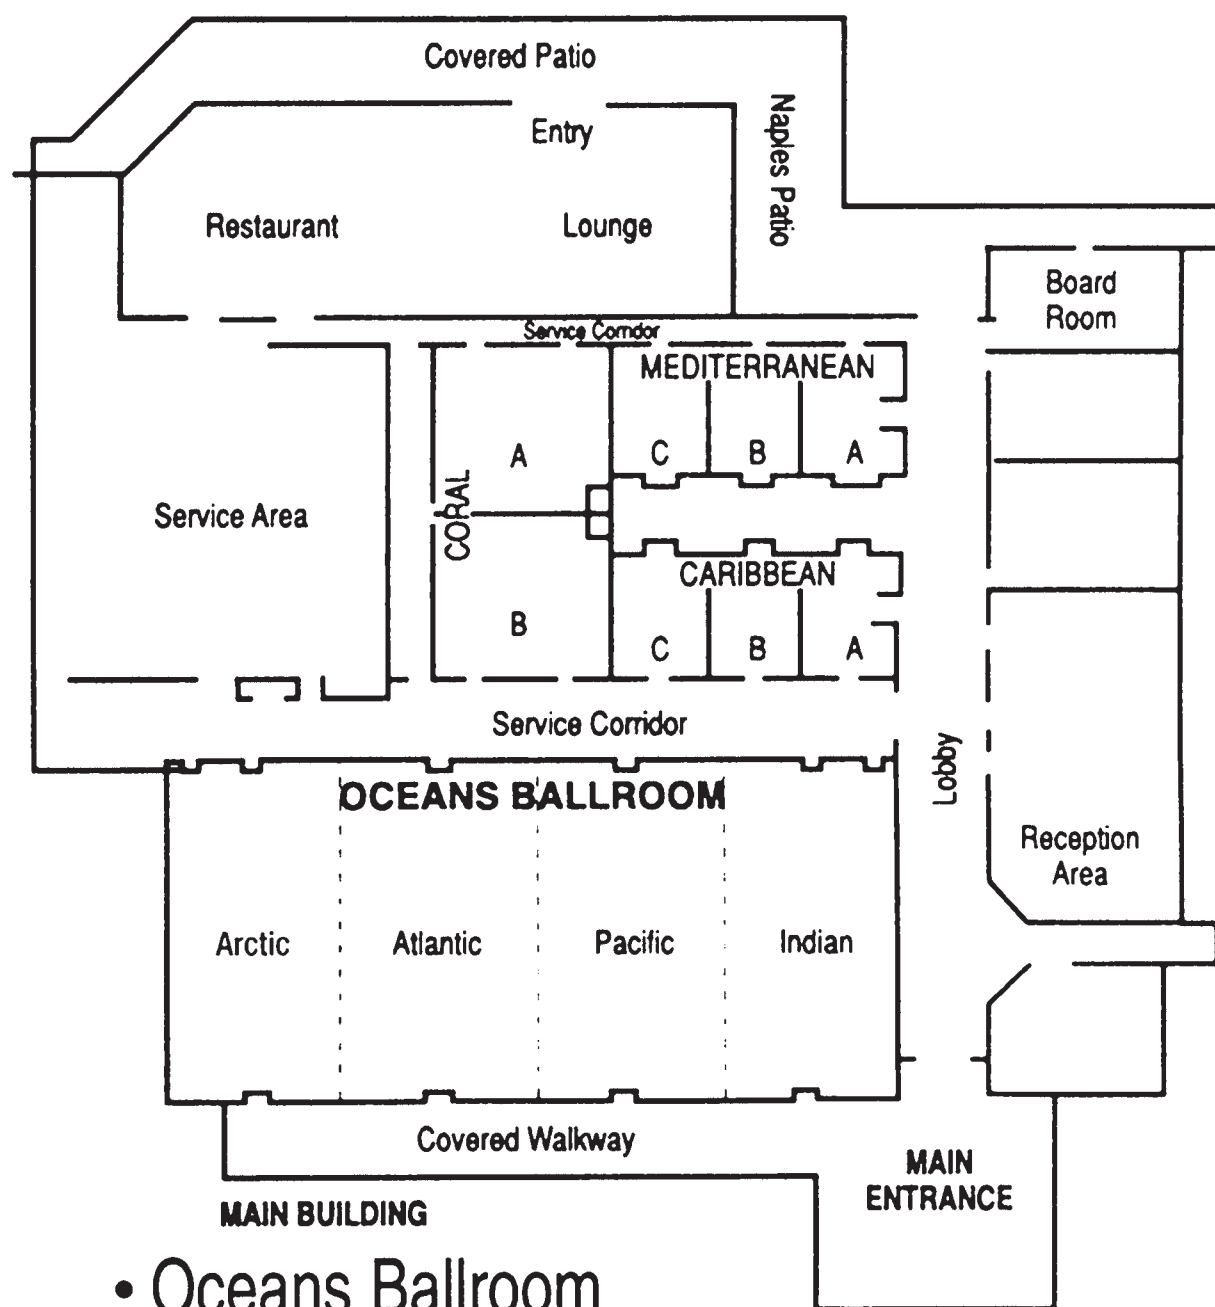 Covered Patio
Entry
Naples Patio
Restaurant
Lounge
Board
Room
Service Corridor
MEDITERRANEAN
C
B
A
A
CORAL
Service Area
CARIBBEAN
B
C
B
A
Service Corridor
Lobby
OCEANS BALLROOM
Reception
Area
Arctic
Atlantic
Pacific
Indian
Covered Walkway
MAIN
ENTRANCE
MAIN BUILDING
• Oceans Ballroom